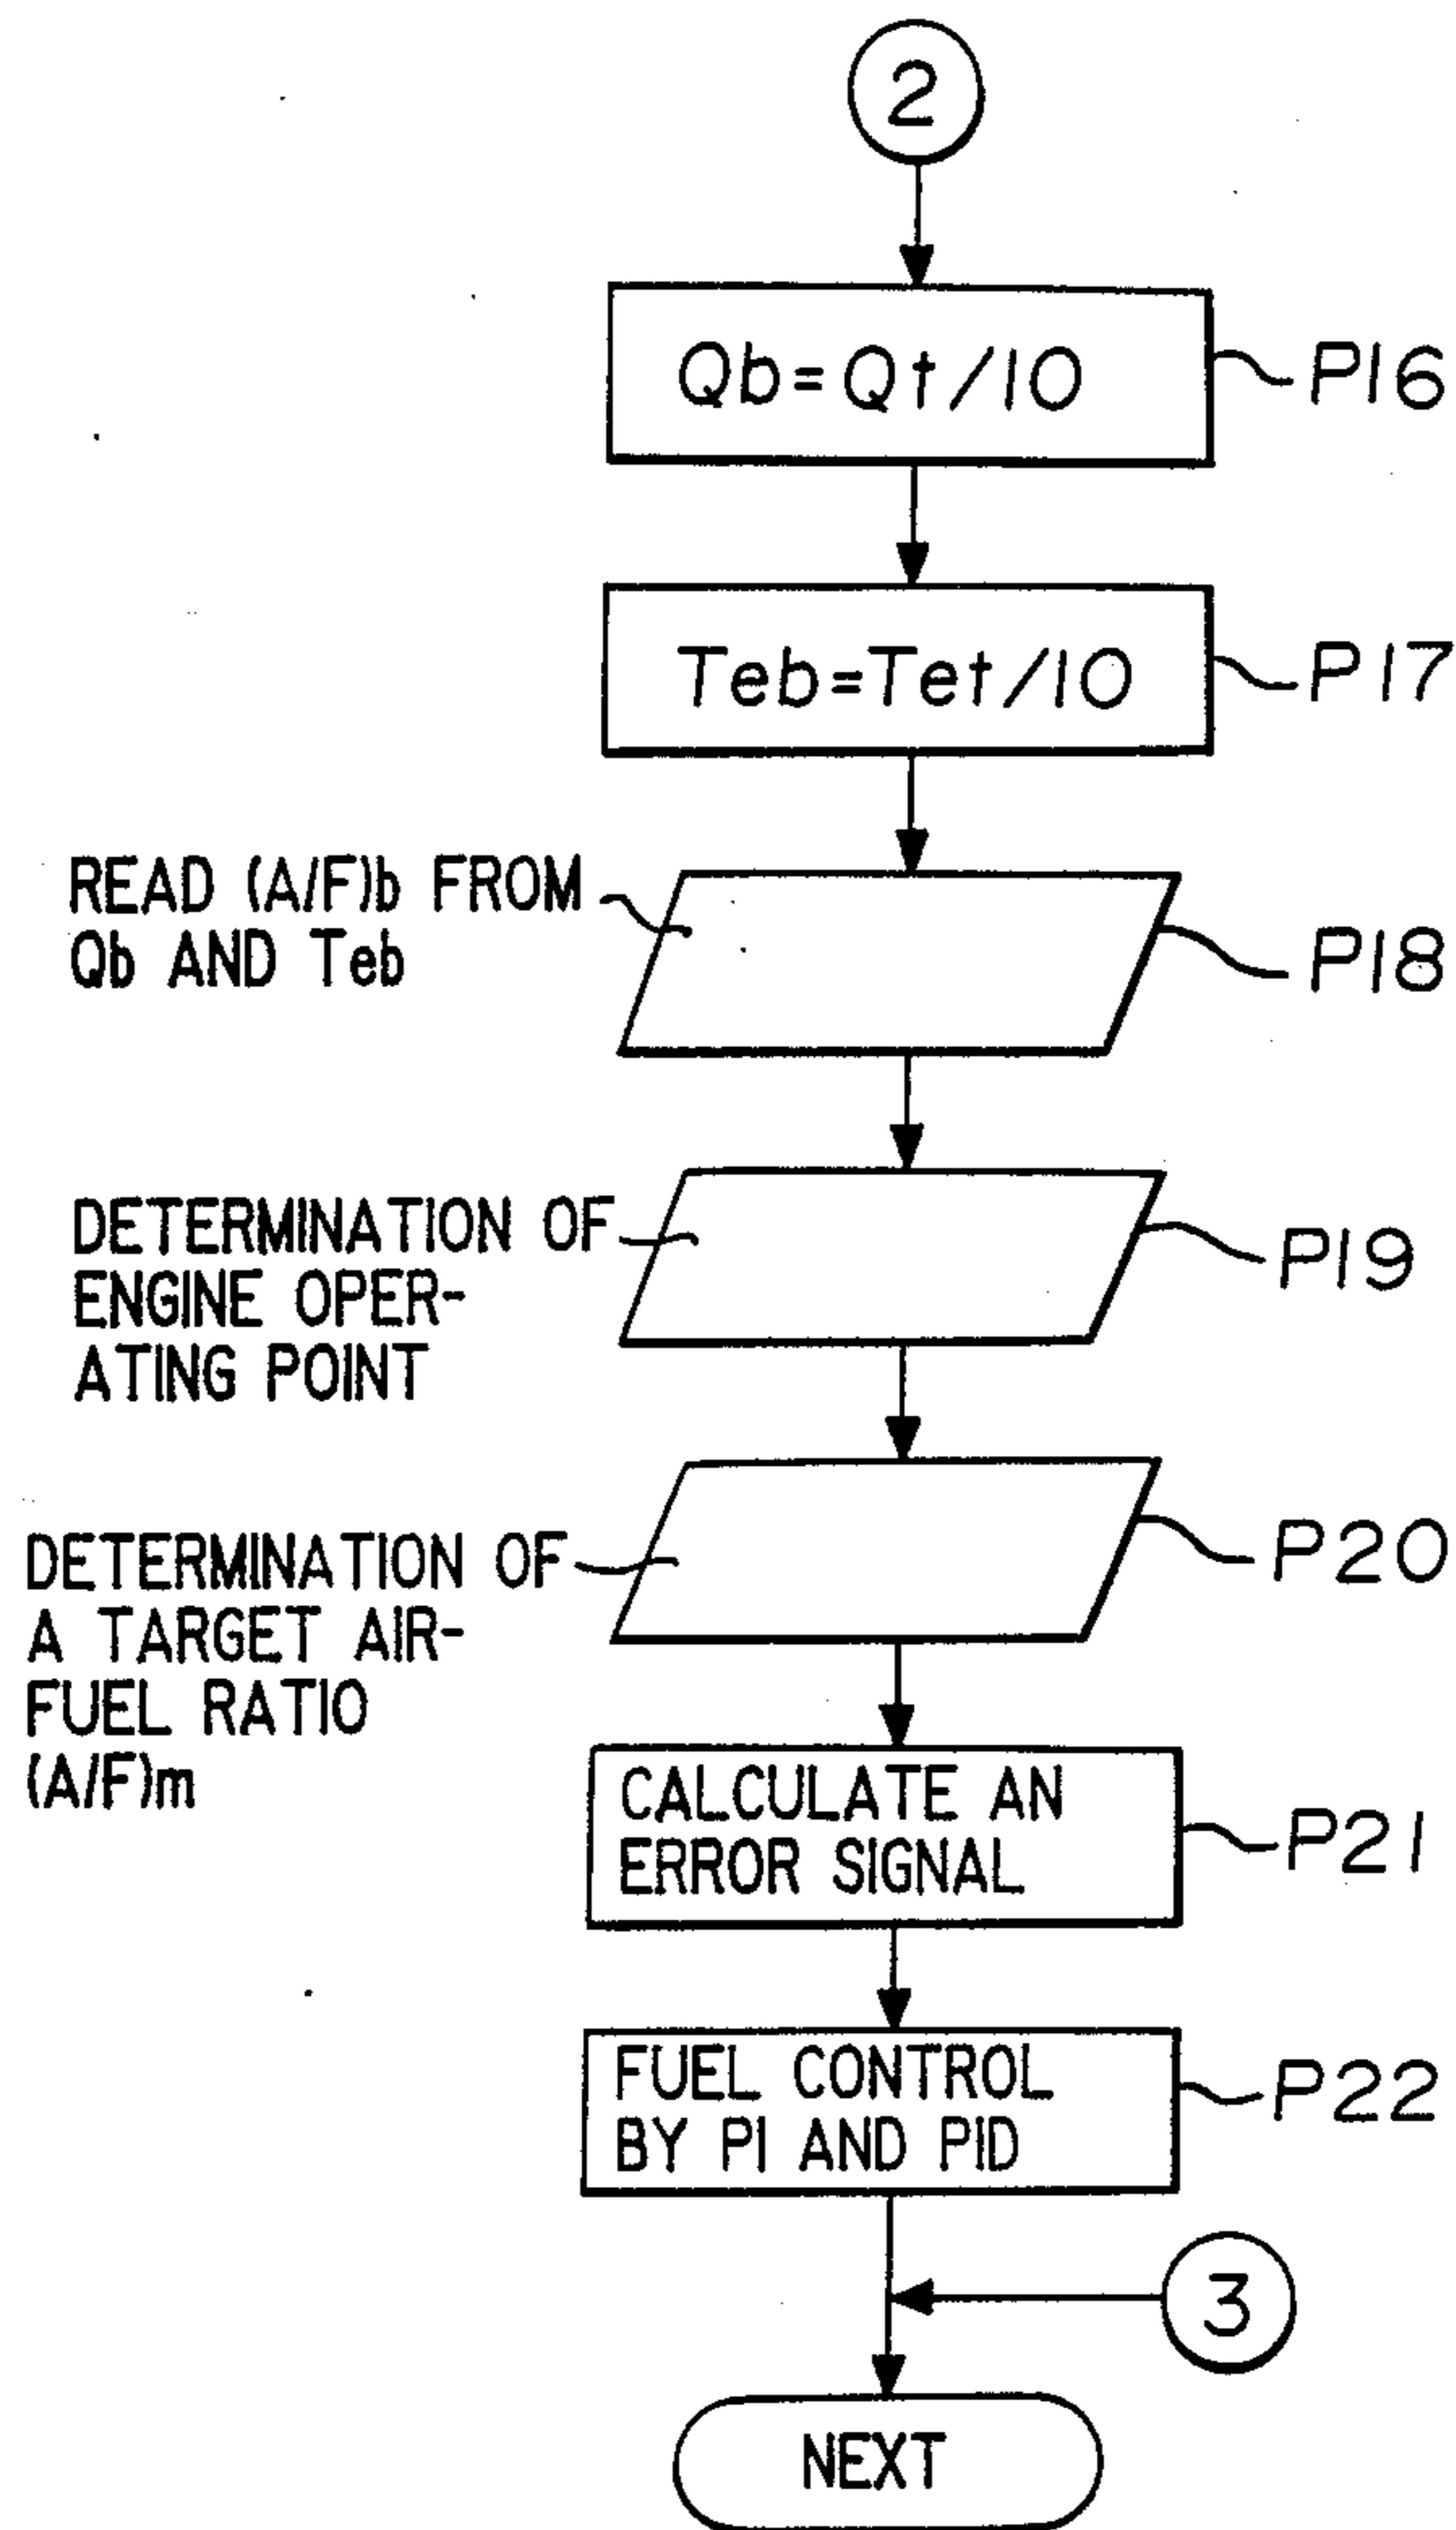 2
Qb=Qt/10
P16
Teb=Tet/10
P17
READ (A/F)b FROM
Qb AND Teb
P18
DETERMINATION OF
ENGINE OPER-
ATING POINT
P19
DETERMINATION OF
A TARGET AIR-
FUEL RATIO
(A/F)m
P20
CALCULATE AN
ERROR SIGNAL
P21
FUEL CONTROL
BY PI AND PID
P22
3
NEXT